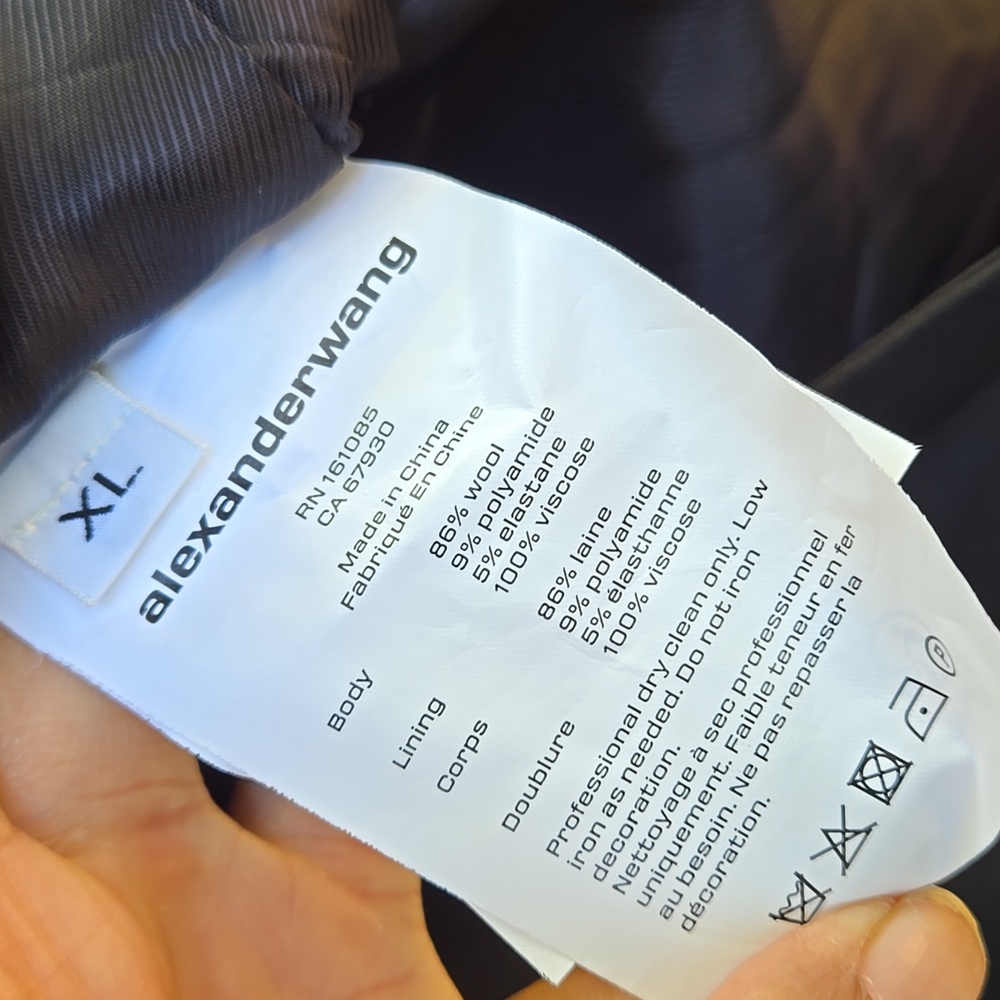 XL
alexanderwang
RN 161085
CA 67930
Made in China
Fabriqué En Chine
Body 86% wool
9% polyamide
5% elastane
Lining 100% viscose
Corps 86% laine
9% polyamide
5% élasthanne
Doublure 100% viscose
Professional dry clean only. Low
iron as needed. Do not iron
decoration.
Nettoyage à sec professionnel
uniquement. Faible teneur en fer
au besoin. Ne pas repasser la
décoration.
P